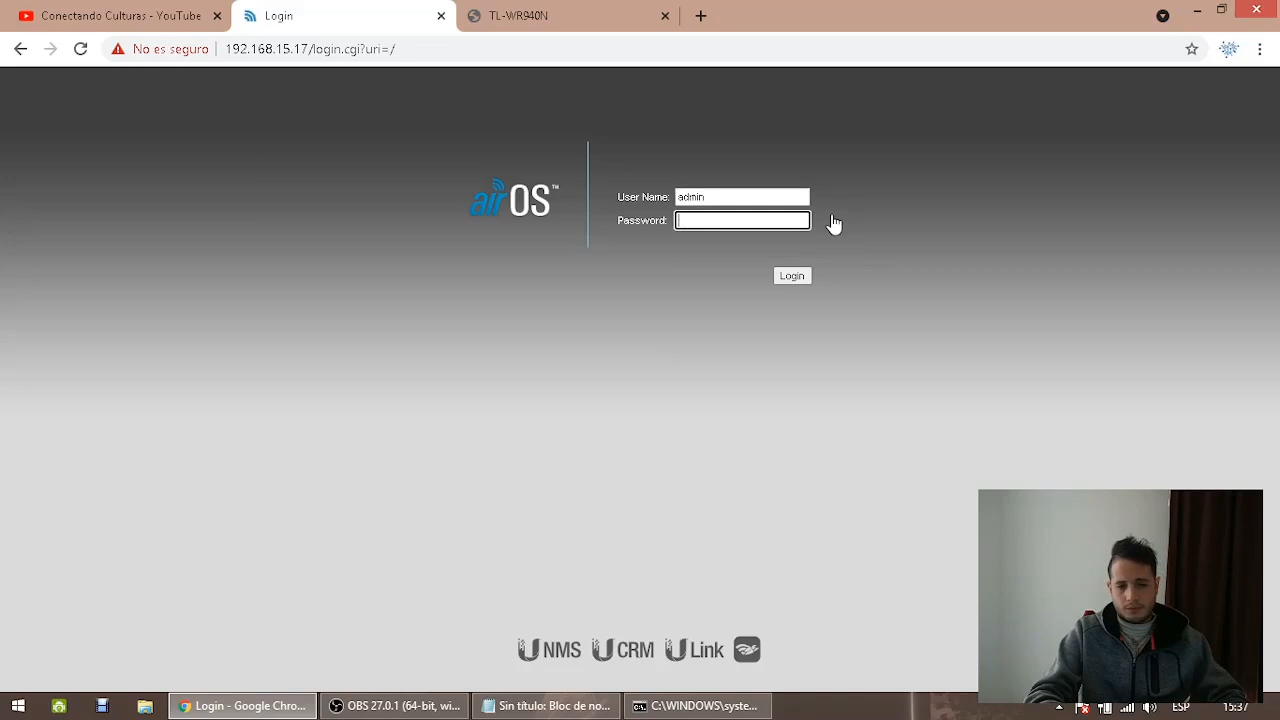 Conectando Culturas - YouTube
Login
TL-WR940N
No es seguro
192.168.15.17/login.cgi?uri=/
airOS™
User Name:
admin
Password:
Login
UNMS
UCRM
ULink
Login - Google Chro...
OBS 27.0.1 (64-bit, wi...
Sin título: Bloc de no...
C:\WINDOWS\syste...
ESP
15:37